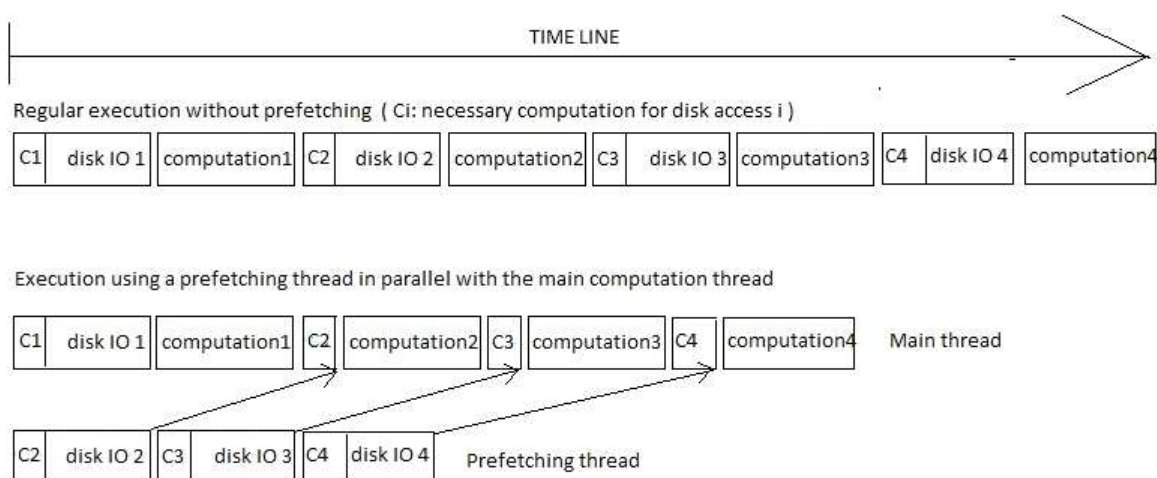 TIME LINE
Regular execution without prefetching ( Ci: necessary computation for disk access i )
C1 disk IO 1 computation1 C2 disk IO 2 computation2 C3 disk IO 3 computation3 C4 disk IO 4 computation4
Execution using a prefetching thread in parallel with the main computation thread
C1 disk IO 1 computation1 C2 computation2 C3 computation3 C4 computation4 Main thread
C2 disk IO 2 C3 disk IO 3 C4 disk IO 4 Prefetching thread